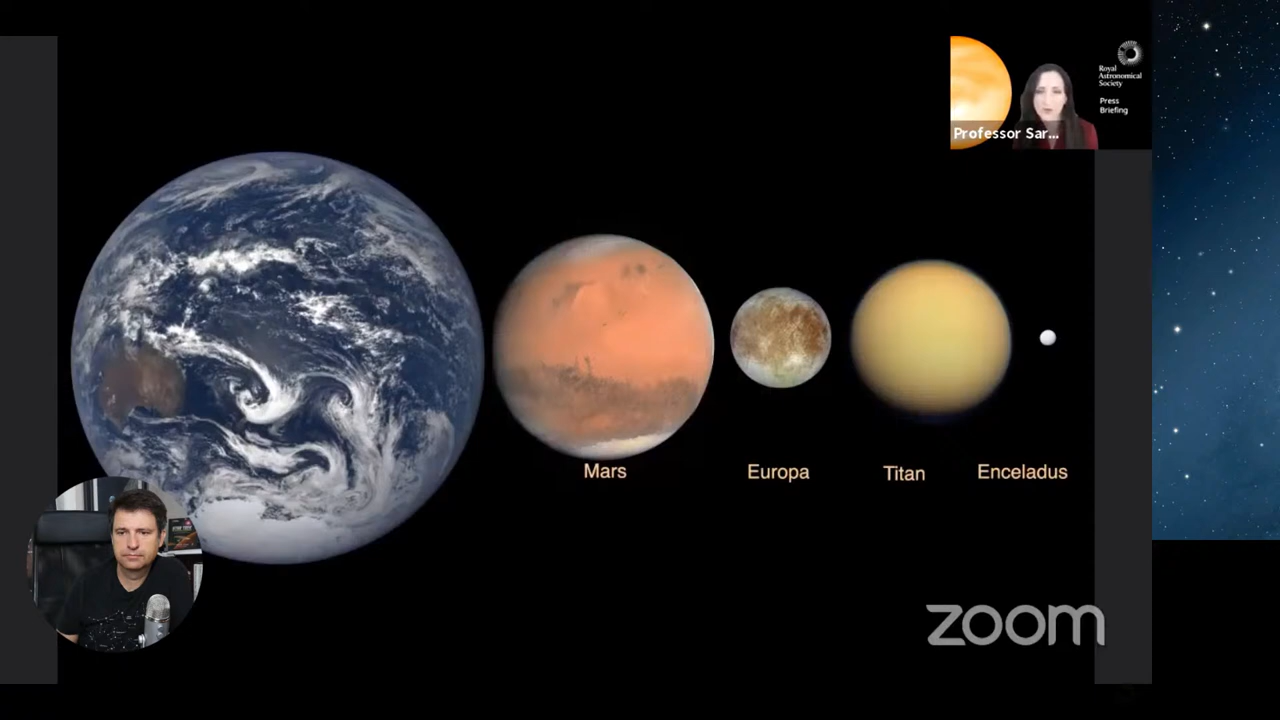 Royal
Astronomical
Society
Press
Briefing
Professor Sar...
Mars
Europa
Titan
Enceladus
zoom